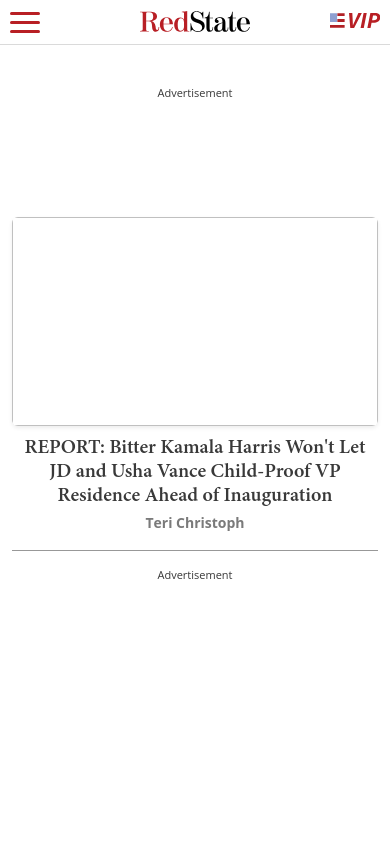 RedState
VIP
Advertisement
REPORT: Bitter Kamala Harris Won't Let
JD and Usha Vance Child-Proof VP
Residence Ahead of Inauguration
Teri Christoph
Advertisement